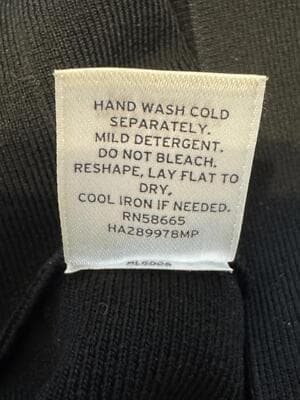 HAND WASH COLD
SEPARATELY.
MILD DETERGENT.
DO NOT BLEACH.
RESHAPE, LAY FLAT TO
DRY.
COOL IRON IF NEEDED.
RN58665
HA289978MP